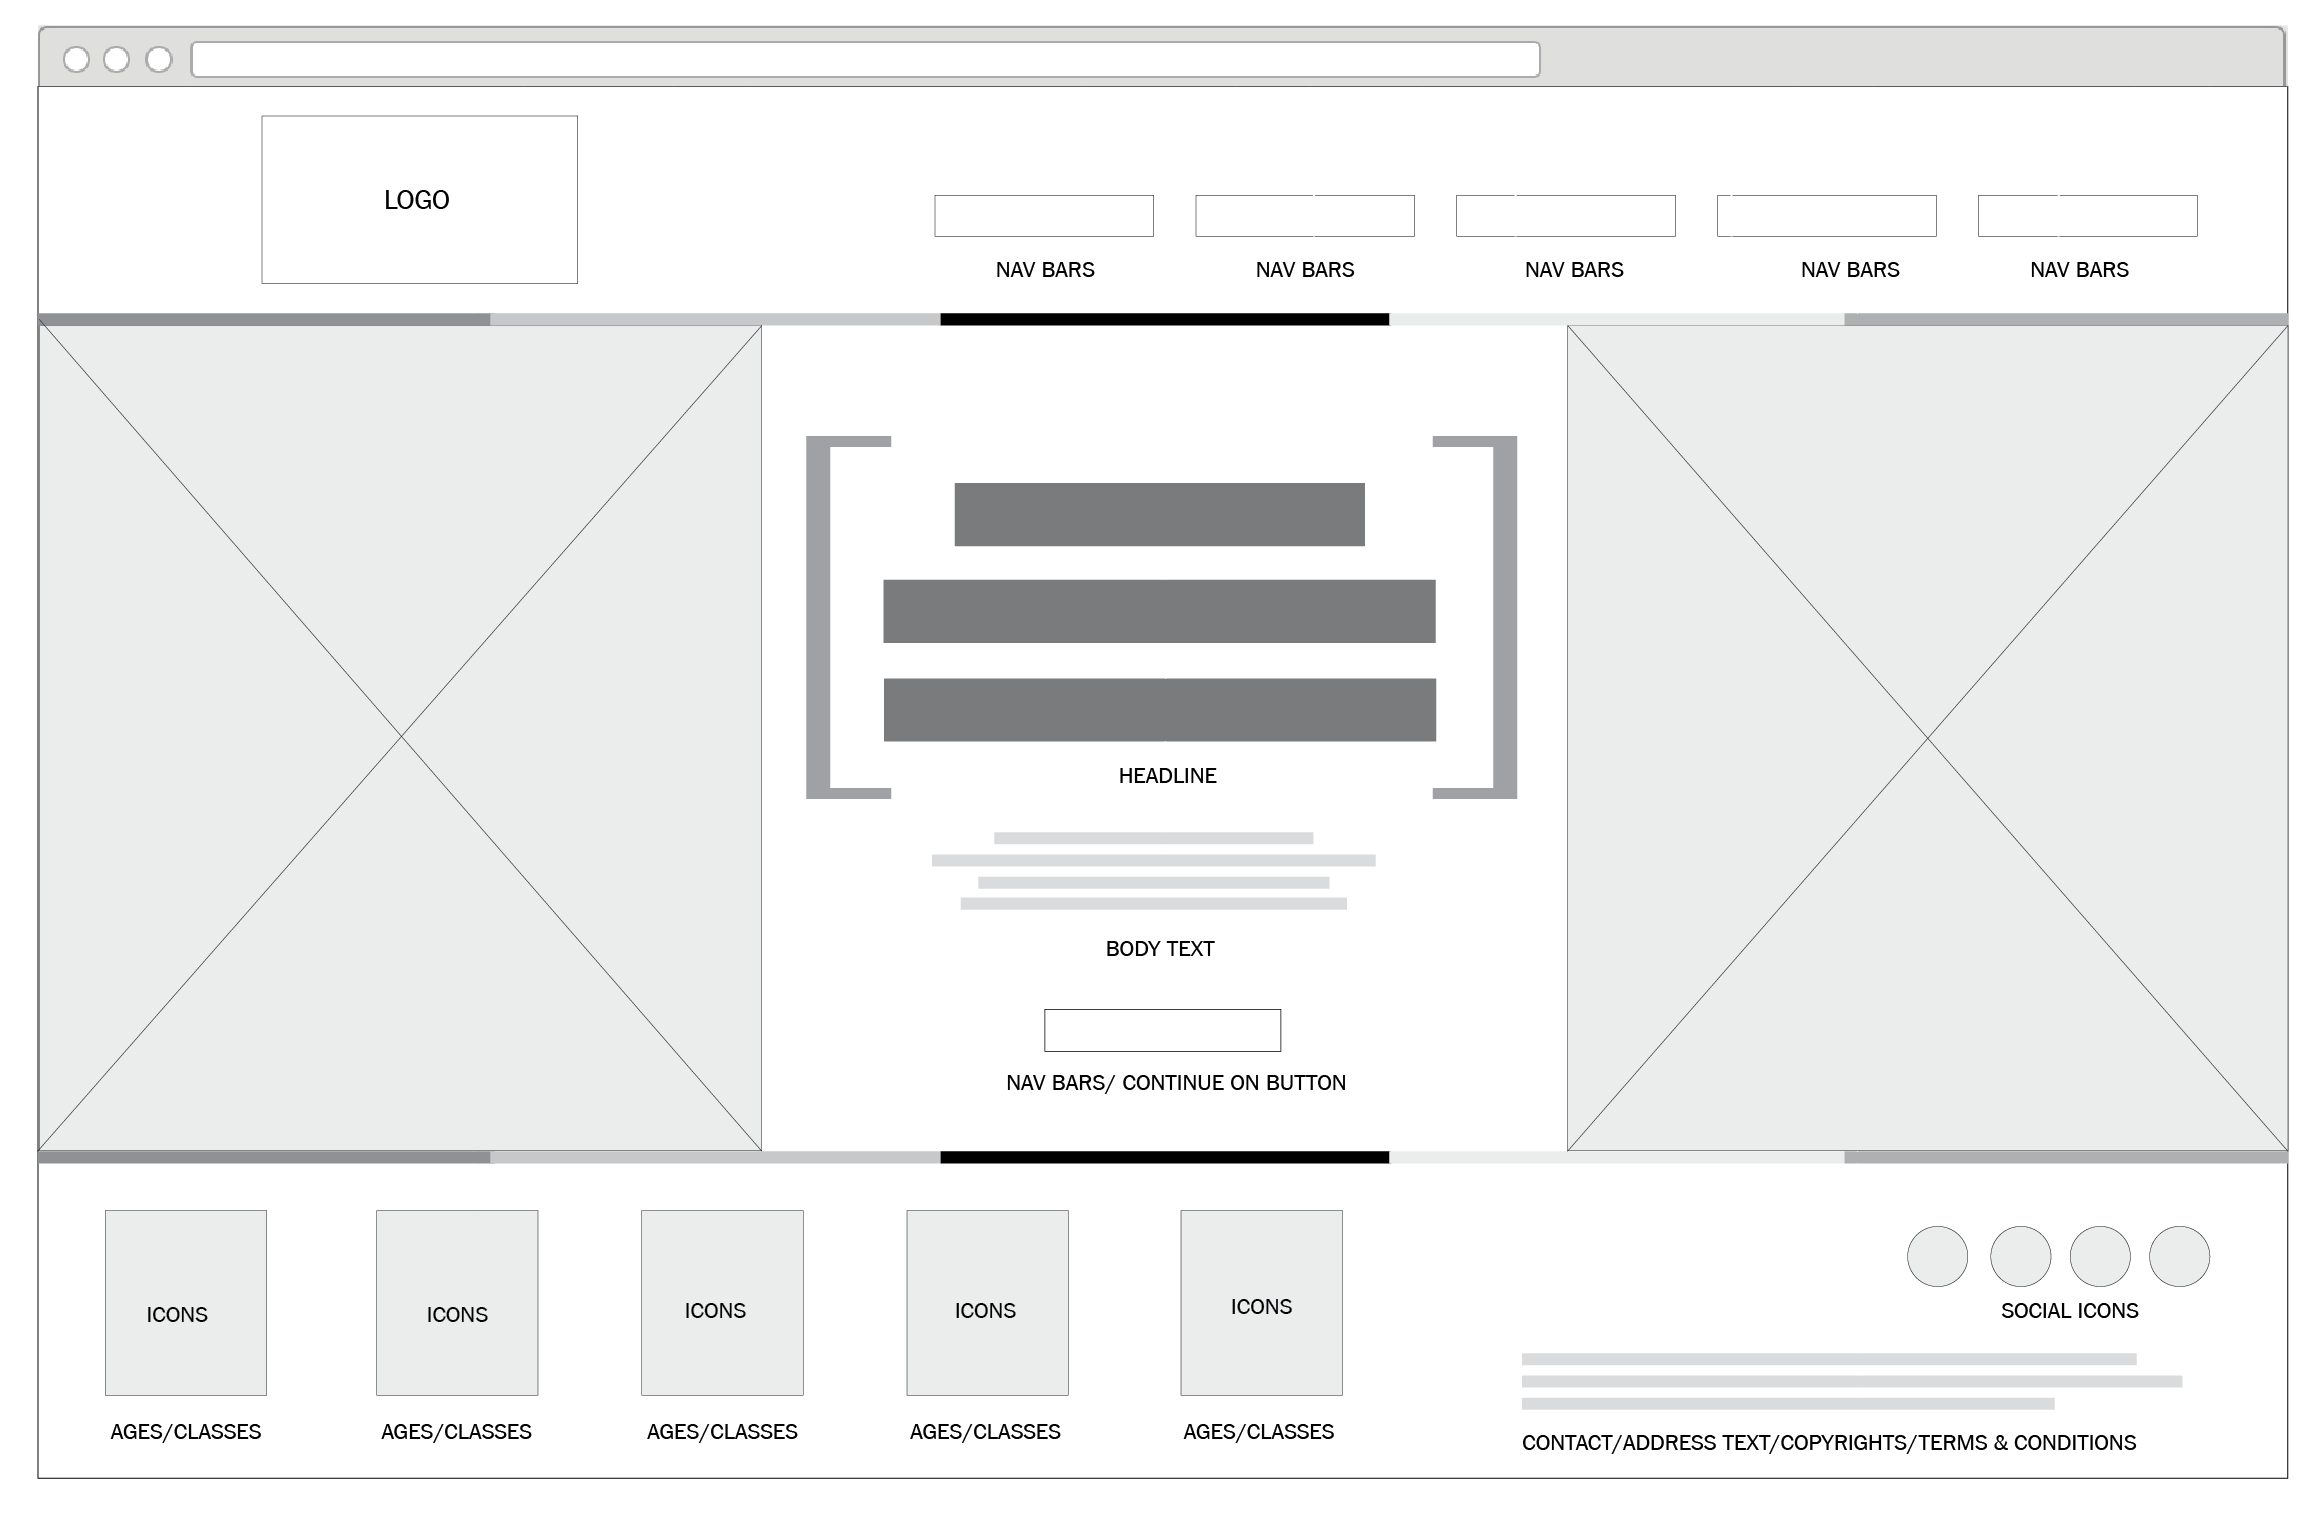 LOGO
NAV BARS
NAV BARS
NAV BARS
NAV BARS
NAV BARS
HEADLINE
BODY TEXT
NAV BARS/ CONTINUE ON BUTTON
ICONS
ICONS
ICONS
ICONS
ICONS
AGES/CLASSES
AGES/CLASSES
AGES/CLASSES
AGES/CLASSES
AGES/CLASSES
SOCIAL ICONS
CONTACT/ADDRESS TEXT/COPYRIGHTS/TERMS & CONDITIONS